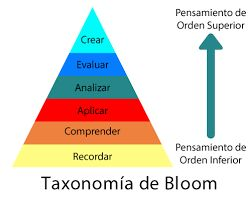 Pensamiento de
Orden Superior
Crear
Evaluar
Analizar
Aplicar
Comprender
Recordar
Pensamiento de
Orden Inferior
Taxonomía de Bloom